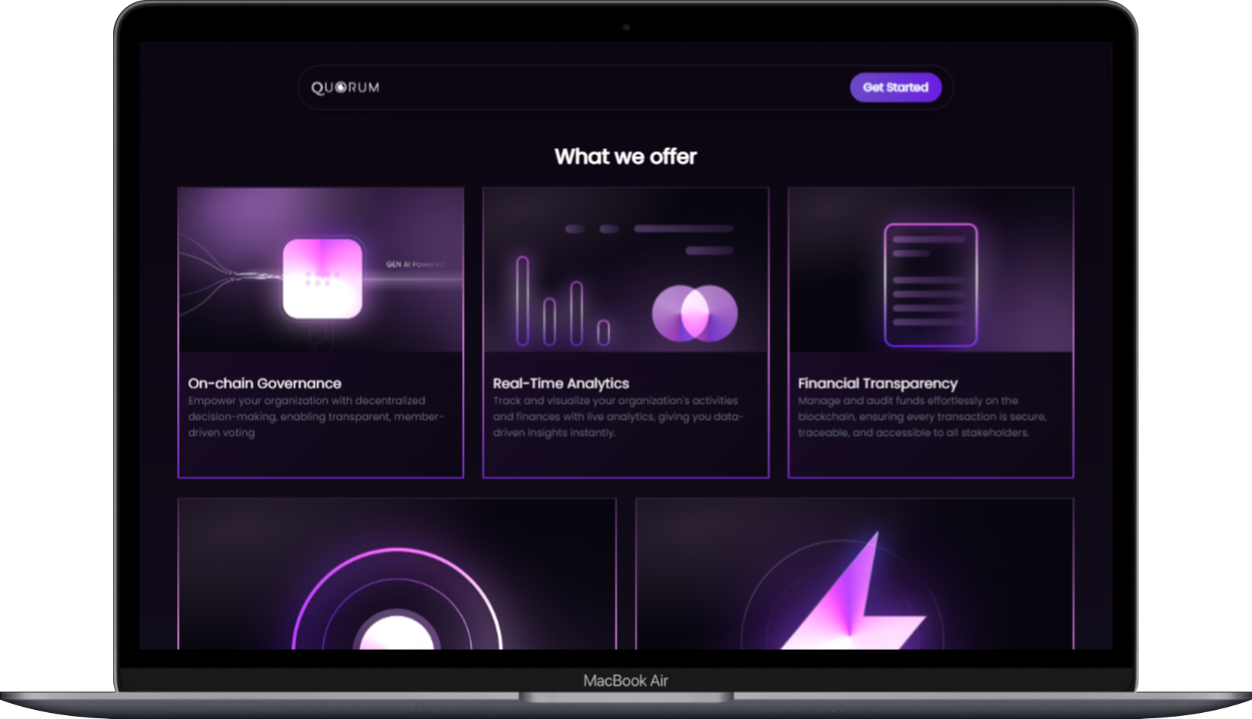 QUORUM
Get Started
What we offer
GEN AI Powered
On-chain Governance
Empower your organization with decentralized
decision-making, enabling transparent, member-
driven voting
Real-Time Analytics
Track and visualize your organization's activities
and finances with live analytics, giving you data-
driven insights instantly.
Financial Transparency
Manage and audit funds effortlessly on the
blockchain, ensuring every transaction is secure,
traceable, and accessible to all stakeholders.
MacBook Air